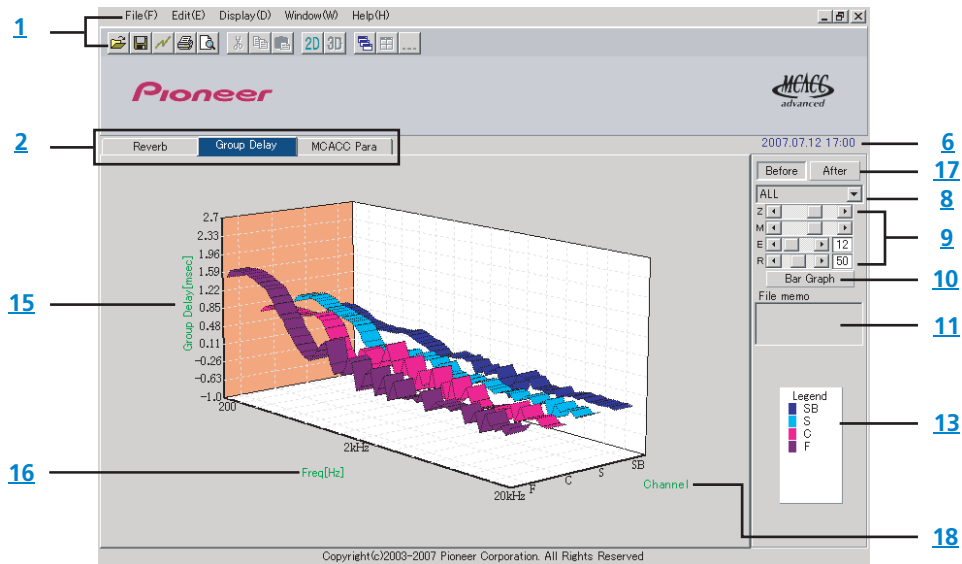 File(F) Edit(E) Display(D) Window(W) Help(H)
1
2D 3D
Pioneer
MCACC
advanced
2
Reverb Group Delay MCACC Para
2007.07.12 17:00
6
Before After
17
ALL
8
Z
M
E 12
R 50
9
Bar Graph
10
File memo
11
2.7
2.33
1.96
1.59
1.22
0.85
0.48
0.11
-0.26
-0.63
-1.0
Group Delay[msec]
15
200
2kHz
20kHz
Freq[Hz]
16
F C S SB
Channel
18
Legend
SB
S
C
F
13
Copyright(c)2003-2007 Pioneer Corporation. All Rights Reserved